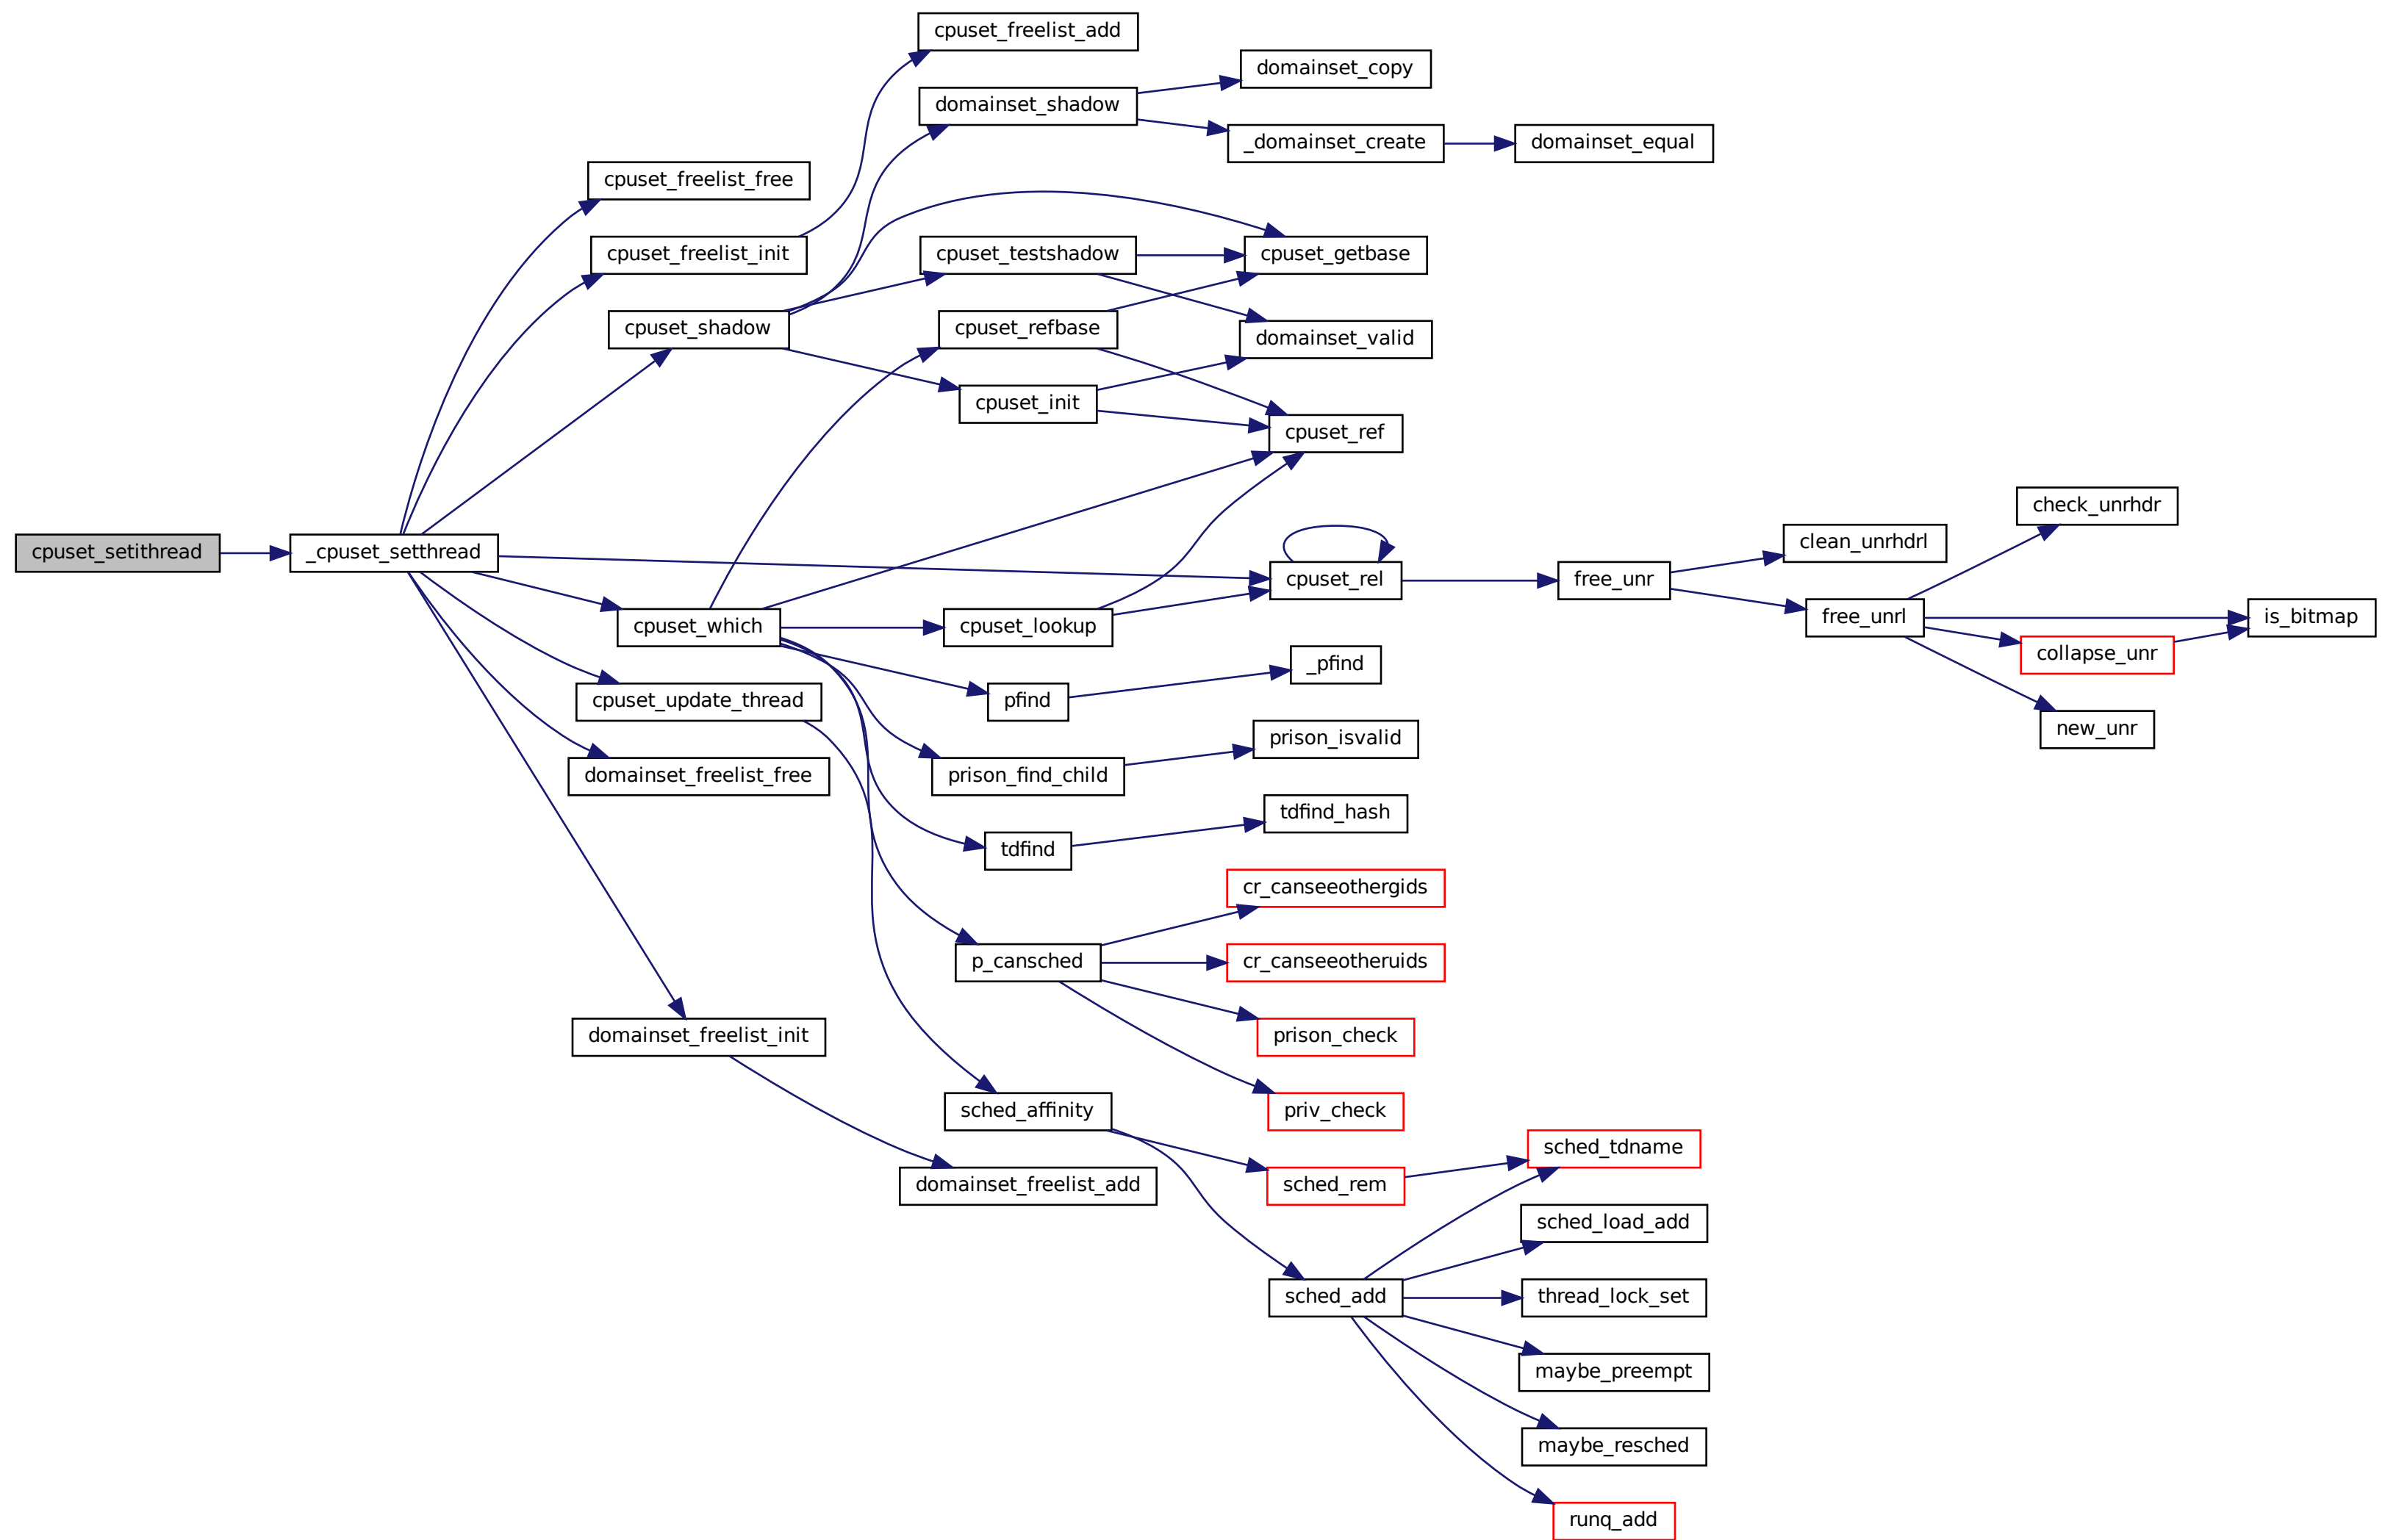 cpuset_freelist_add
domainset_copy
domainset_shadow
_domainset_create
domainset_equal
cpuset_freelist_free
cpuset_freelist_init
cpuset_testshadow
cpuset_getbase
cpuset_shadow
cpuset_refbase
domainset_valid
cpuset_init
cpuset_ref
check_unrhdr
cpuset_setithread
_cpuset_setthread
clean_unrhdrl
cpuset_rel
free_unr
free_unrl
is_bitmap
cpuset_which
cpuset_lookup
collapse_unr
_pfind
cpuset_update_thread
pfind
new_unr
prison_isvalid
domainset_freelist_free
prison_find_child
tdfind_hash
tdfind
cr_canseeothergids
p_cansched
cr_canseeotheruids
domainset_freelist_init
prison_check
sched_affinity
priv_check
sched_tdname
domainset_freelist_add
sched_rem
sched_load_add
sched_add
thread_lock_set
maybe_preempt
maybe_resched
runq_add